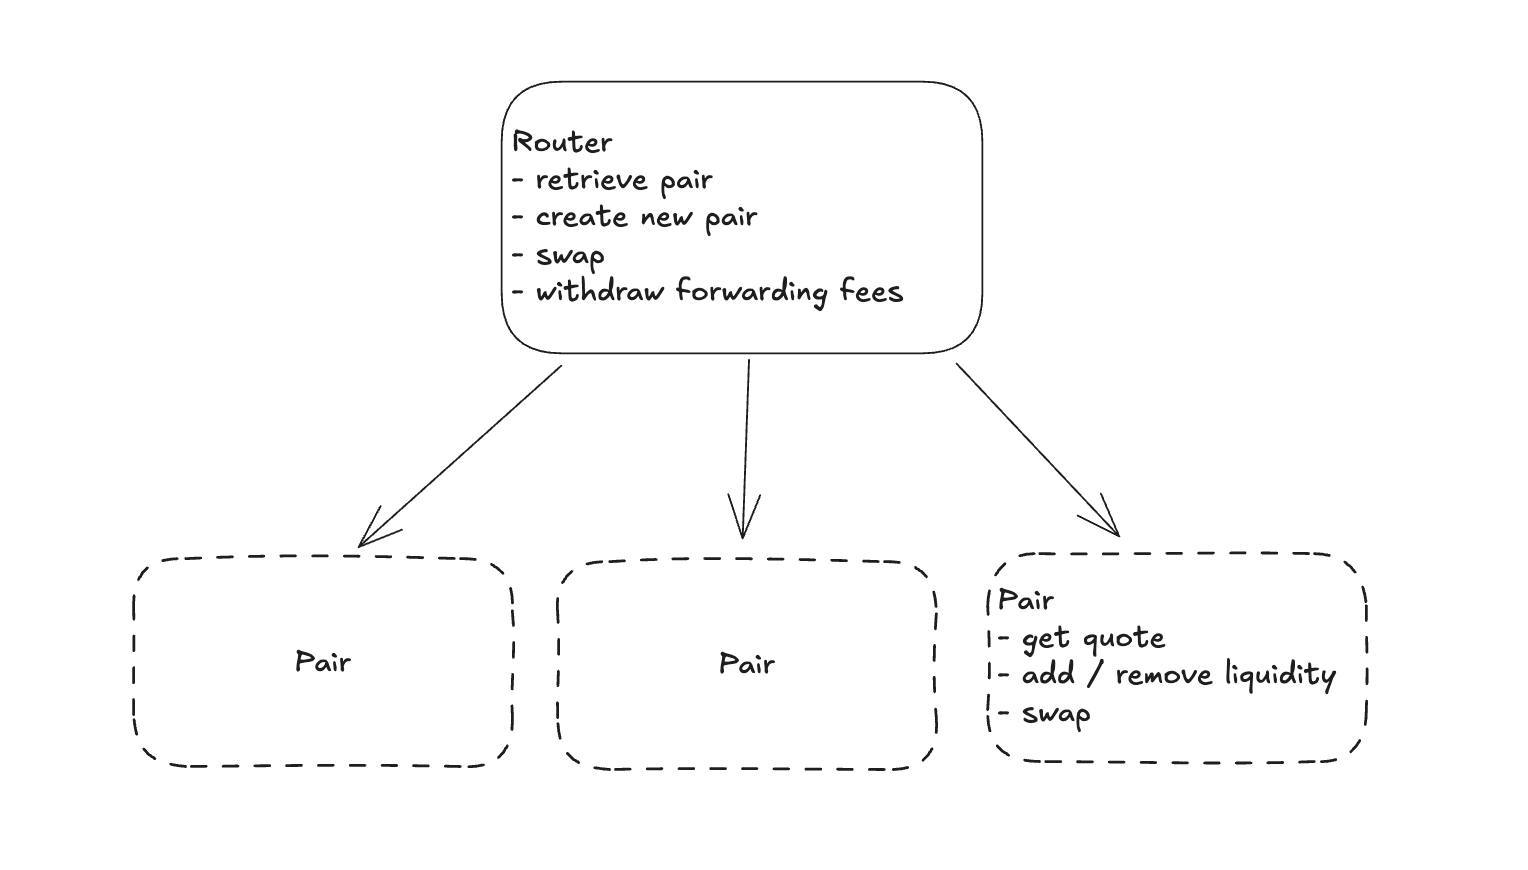 Router
- retrieve pair
- create new pair
- swap
- withdraw forwarding fees
Pair
Pair
Pair
- get quote
- add / remove liquidity
- swap